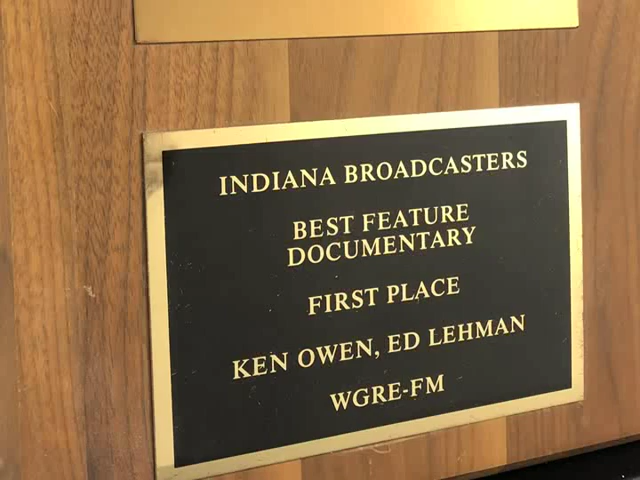 INDIANA BROADCASTERS
BEST FEATURE
DOCUMENTARY
FIRST PLACE
KEN OWEN, ED LEHMAN
WGRE-FM